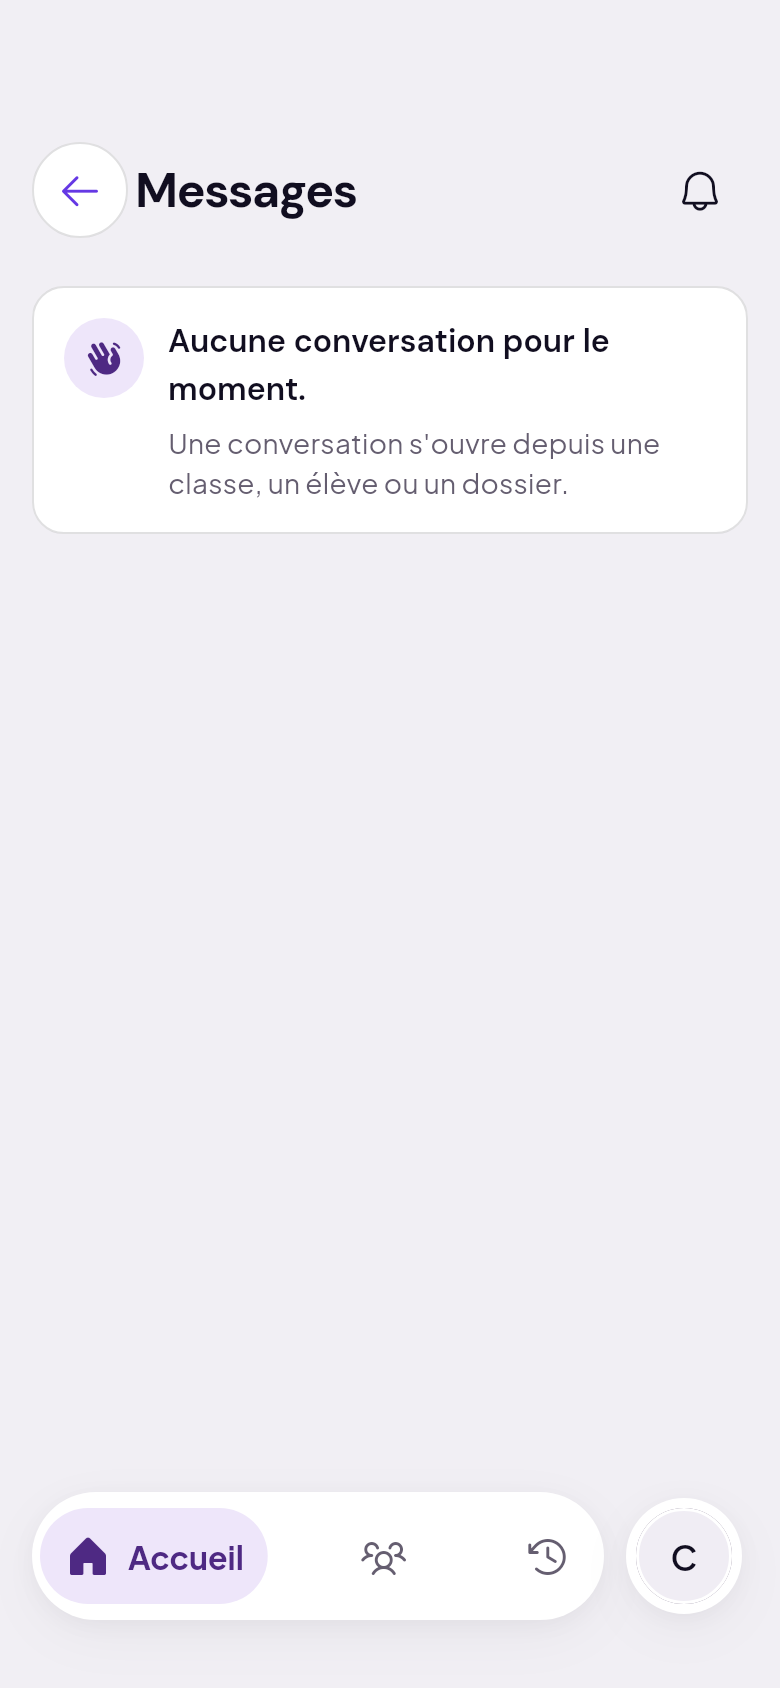 Messages
Aucune conversation pour le
moment.
Une conversation s'ouvre depuis une
classe, un élève ou un dossier.
Accueil
C